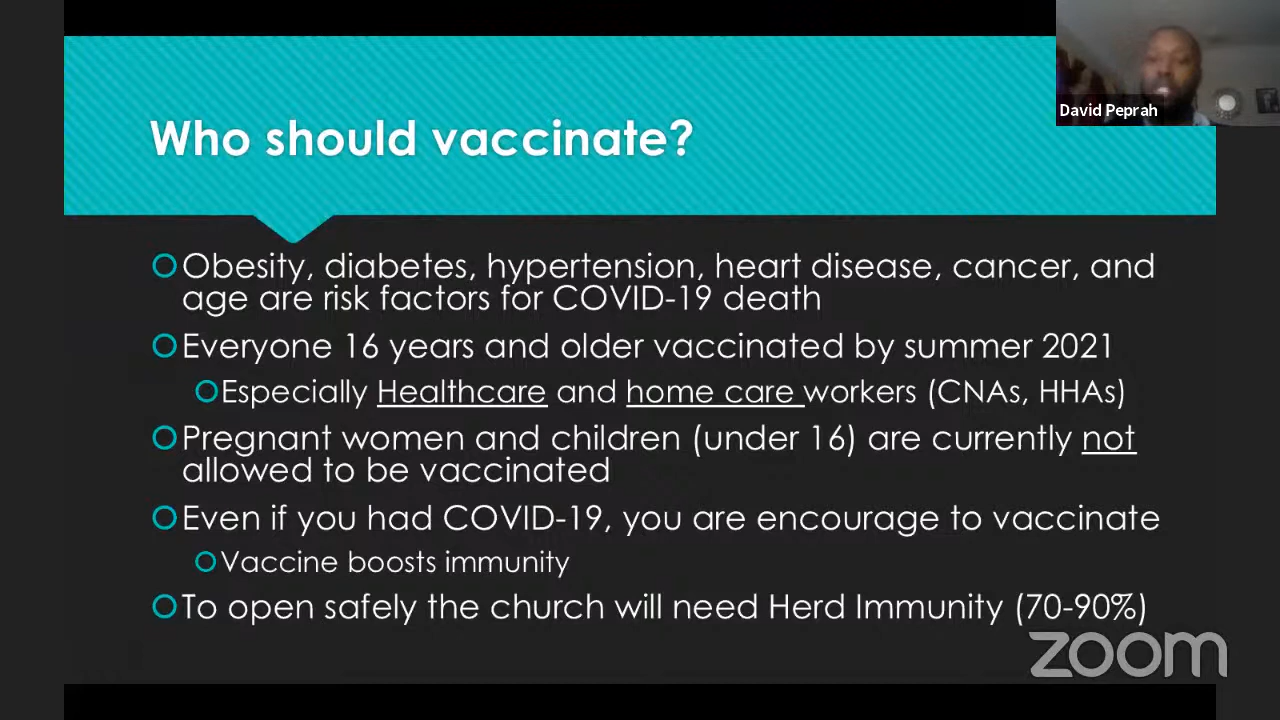 David Peprah
Who should vaccinate?
Obesity, diabetes, hypertension, heart disease, cancer, and
age are risk factors for COVID-19 death
Everyone 16 years and older vaccinated by summer 2021
Especially Healthcare and home care workers (CNAs, HHAs)
Pregnant women and children (under 16) are currently not
allowed to be vaccinated
Even if you had COVID-19, you are encourage to vaccinate
Vaccine boosts immunity
To open safely the church will need Herd Immunity (70-90%)
zoom